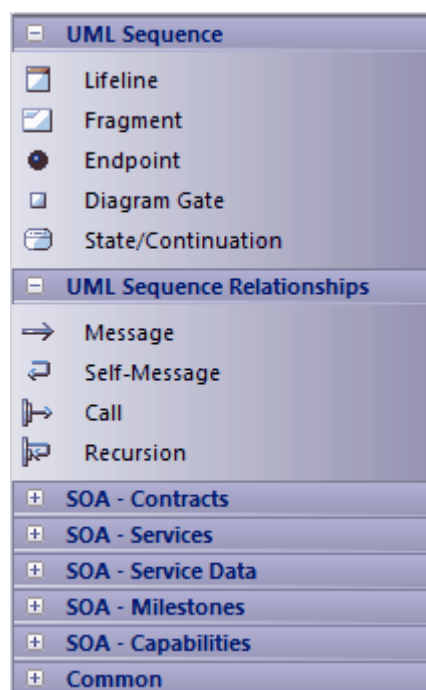 UML Sequence
Lifeline
Fragment
Endpoint
Diagram Gate
State/Continuation
UML Sequence Relationships
Message
Self-Message
Call
Recursion
SOA - Contracts
SOA - Services
SOA - Service Data
SOA - Milestones
SOA - Capabilities
Common